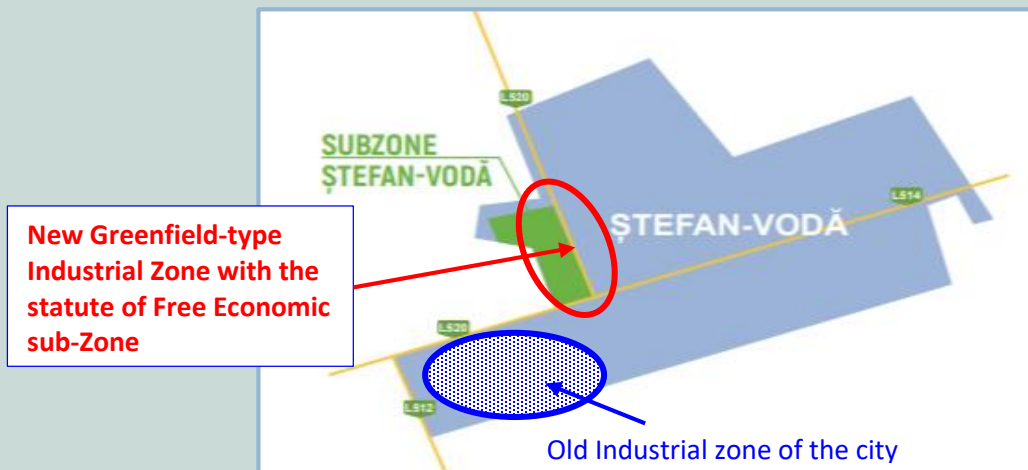 L520
SUBZONE
ȘTEFAN-VODĂ
L514
ȘTEFAN-VODĂ
New Greenfield-type
Industrial Zone with the
statute of Free Economic
sub-Zone
L520
L512
Old Industrial zone of the city